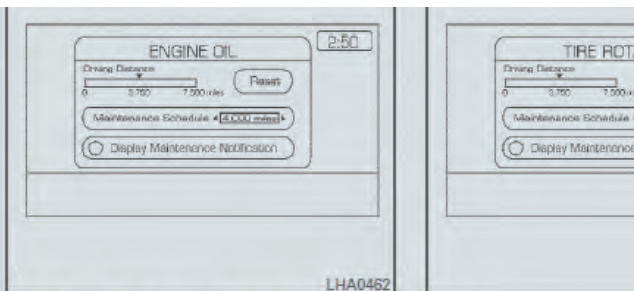 ENGINE OIL
2:50
Driving Distance
0 3,750 7,500 miles
Reset
Maintenance Schedule 4,000 miles
Display Maintenance Notification
LHA0462
TIRE ROTA
Driving Distance
0 3,750 7,500 m
Maintenance Schedule
Display Maintenance